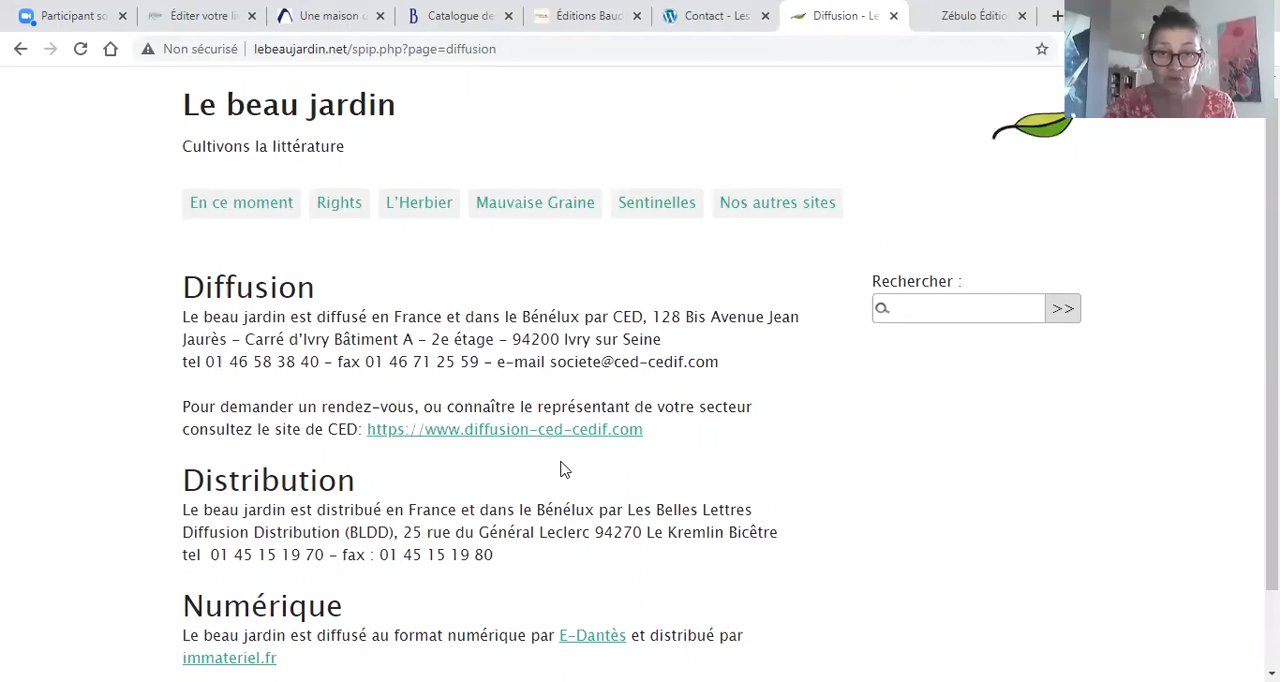 Participant so
Éditer votre li
Une maison d
Catalogue de
Éditions Baud
Contact - Les
Diffusion - Le
Zébulo Éditio
Non sécurisé
lebeaujardin.net/spip.php?page=diffusion
Le beau jardin
Cultivons la littérature
En ce moment
Rights
L'Herbier
Mauvaise Graine
Sentinelles
Nos autres sites
Diffusion
Le beau jardin est diffusé en France et dans le Bénélux par CED, 128 Bis Avenue Jean
Jaurès - Carré d'Ivry Bâtiment A - 2e étage - 94200 Ivry sur Seine
tel 01 46 58 38 40 - fax 01 46 71 25 59 - e-mail societe@ced-cedif.com
Pour demander un rendez-vous, ou connaître le représentant de votre secteur
consultez le site de CED: https://www.diffusion-ced-cedif.com
Rechercher :
>>
Distribution
Le beau jardin est distribué en France et dans le Bénélux par Les Belles Lettres
Diffusion Distribution (BLDD), 25 rue du Général Leclerc 94270 Le Kremlin Bicêtre
tel 01 45 15 19 70 - fax : 01 45 15 19 80
Numérique
Le beau jardin est diffusé au format numérique par E-Dantès et distribué par
immateriel.fr